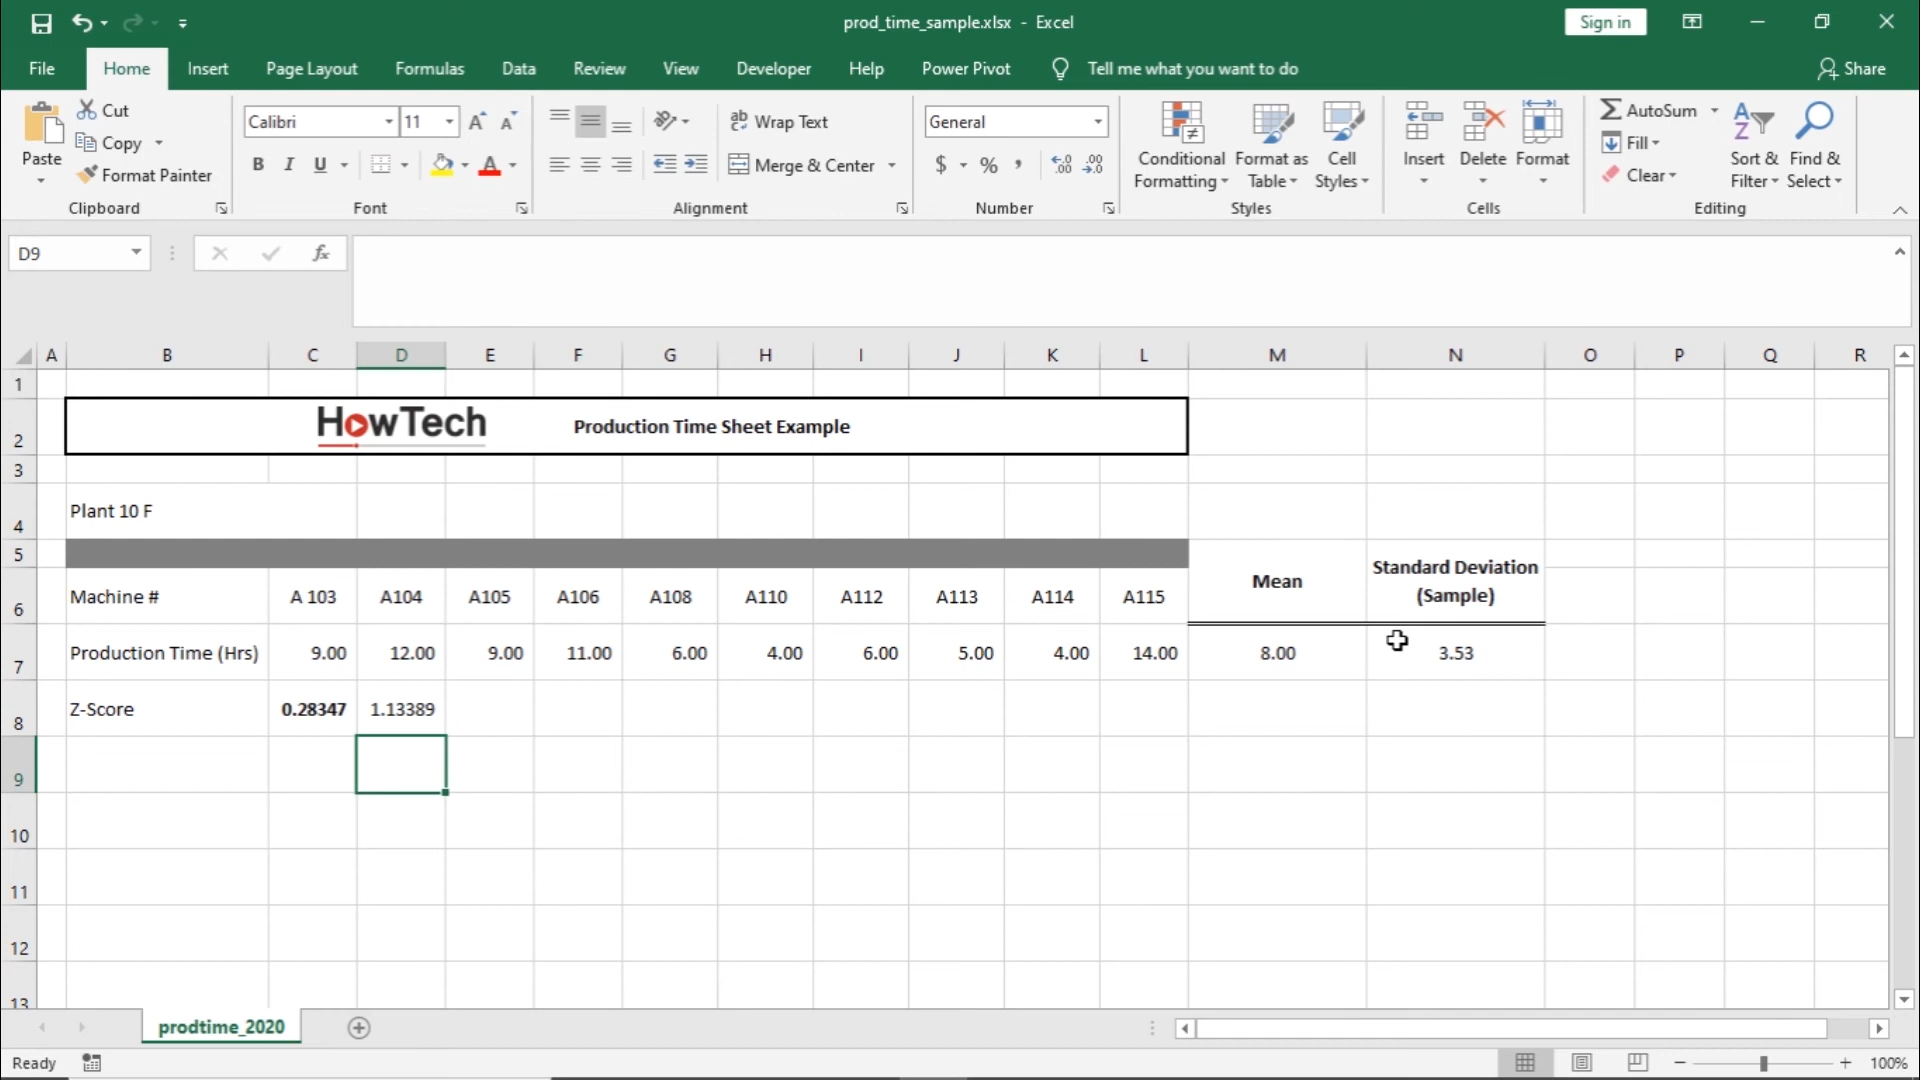 prod_time_sample.xlsx - Excel
Sign in
File Home Insert Page Layout Formulas Data Review View Developer Help Power Pivot Tell me what you want to do Share
Paste
Cut
Copy
Format Painter
Clipboard
Calibri 11
B I U A
Font
Wrap Text
Merge & Center
Alignment
General
$ % ,
Number
Conditional Formatting
Format as Table
Cell Styles
Styles
Insert Delete Format
Cells
AutoSum
Fill
Clear
Sort & Filter
Find & Select
Editing
D9 fx
A B C D E F G H I J K L M N O P Q R
1
2 HowTech Production Time Sheet Example
3
4 Plant 10 F
5
6 Machine # A 103 A104 A105 A106 A108 A110 A112 A113 A114 A115 Mean Standard Deviation (Sample)
7 Production Time (Hrs) 9.00 12.00 9.00 11.00 6.00 4.00 6.00 5.00 4.00 14.00 8.00 3.53
8 Z-Score 0.28347 1.13389
9
10
11
12
13
prodtime_2020
Ready 100%